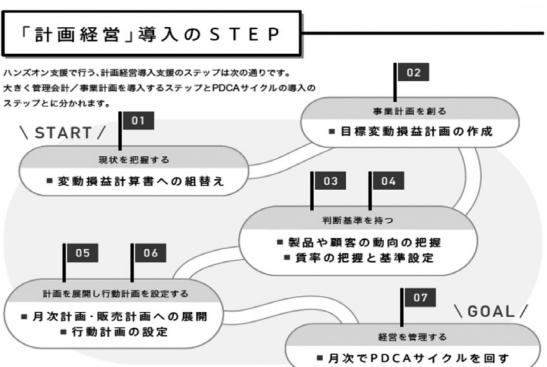 「計画経営」導入のSTEP
ハンズオン支援で行う、計画経営導入支援のステップは次の通りです。
大きく管理会計／事業計画を導入するステップとPDCAサイクルの導入の
ステップとに分かれます。
\ START /
01
現状を把握する
■ 変動損益計算書への組替え
02
事業計画を創る
■ 目標変動損益計画の作成
03
04
判断基準を持つ
■ 製品や顧客の動向の把握
■ 賃率の把握と基準設定
05
06
計画を展開し行動計画を設定する
■ 月次計画・販売計画への展開
■ 行動計画の設定
07
\ GOAL /
経営を管理する
■ 月次でPDCAサイクルを回す